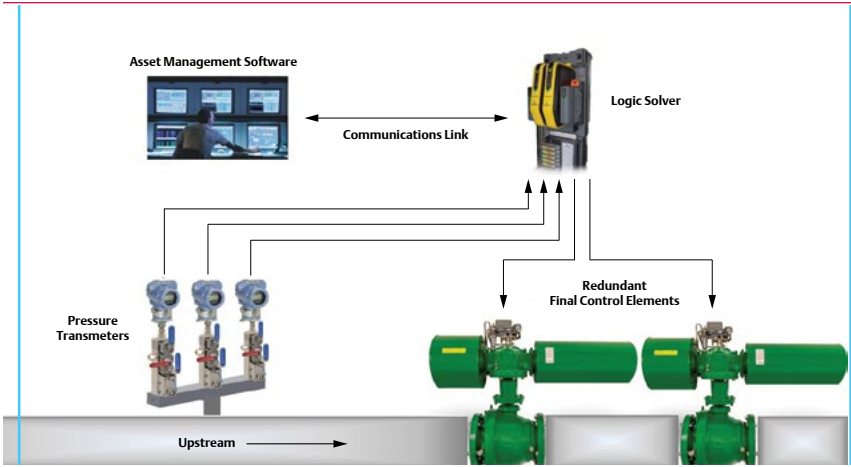 Asset Management Software
Logic Solver
Communications Link
Redundant
Final Control Elements
Pressure
Transmeters
Upstream